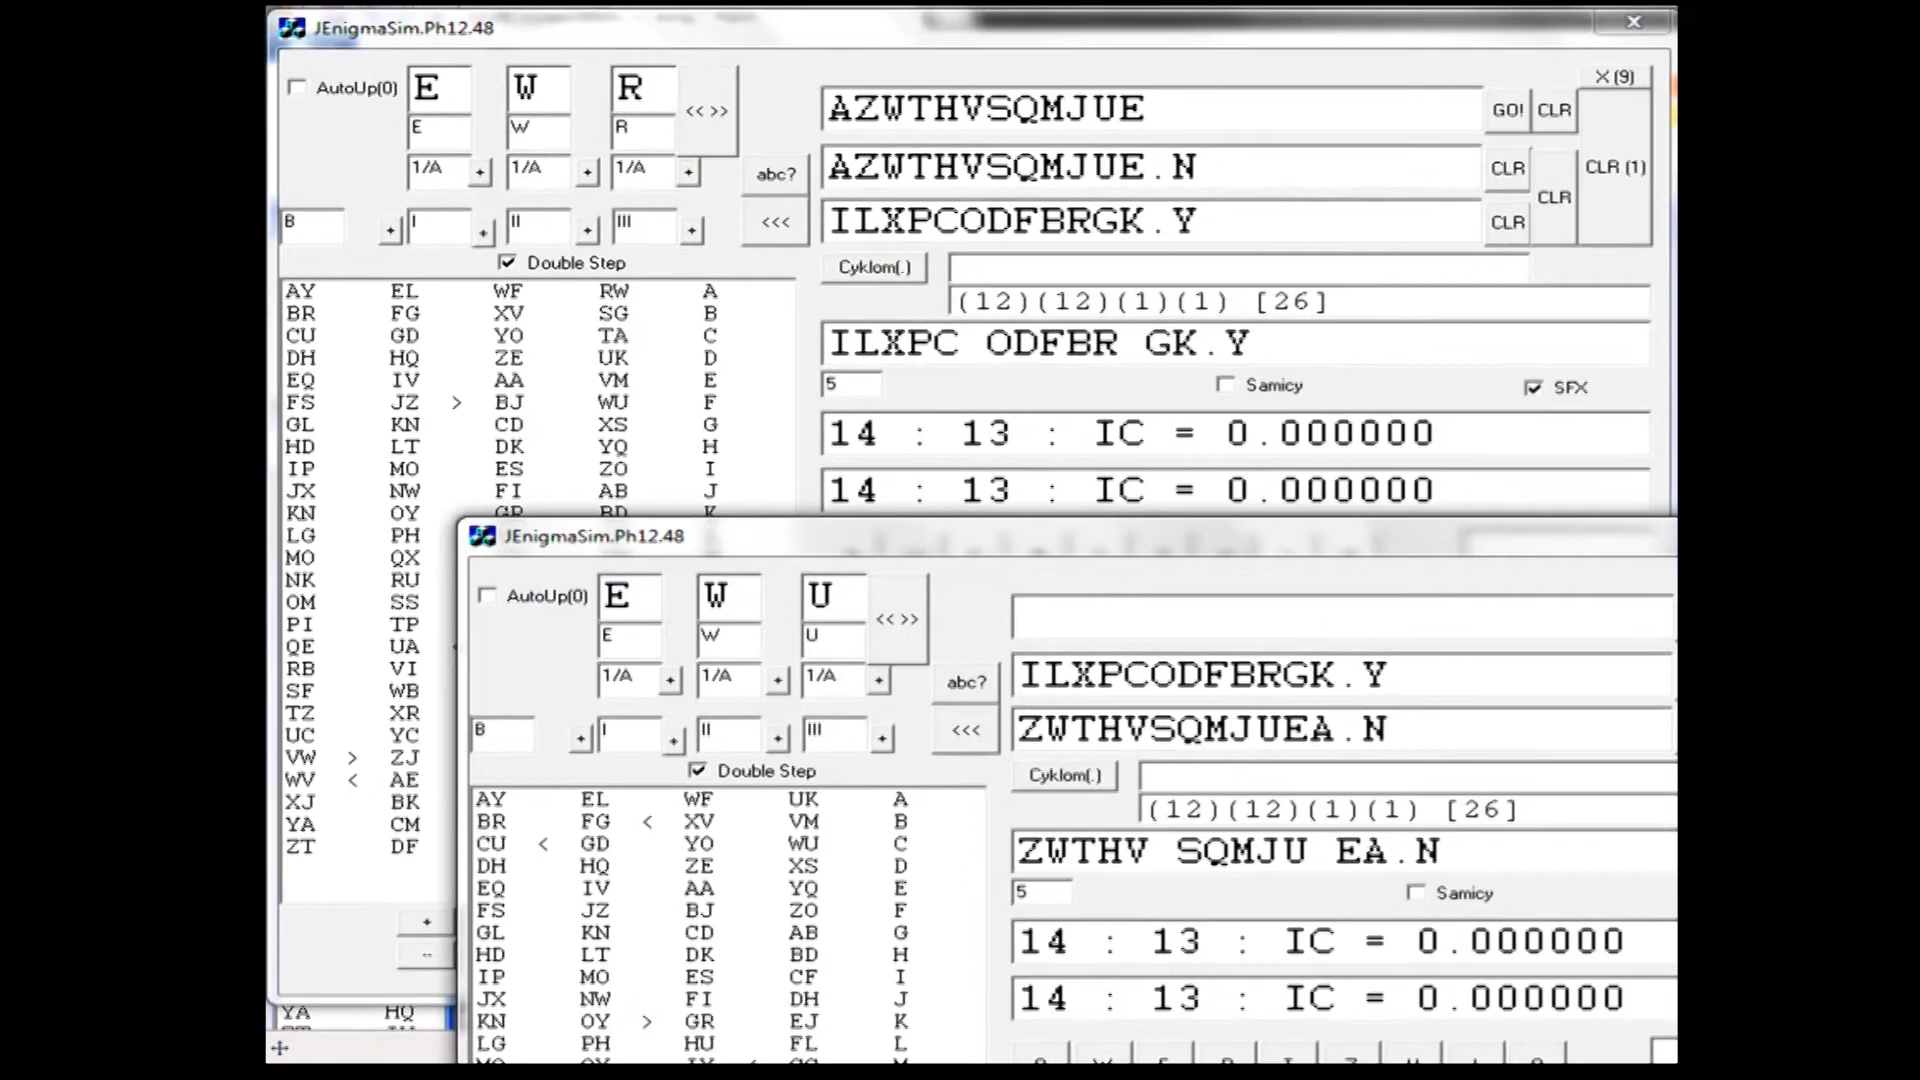 JEnigmaSim.Ph12.48
AutoUp(0) E W R << >>
E W R
1/A + 1/A + 1/A + abc?
B + I + II + III + <<<
Double Step
X (9)
AZWTHVSQMJUE GO! CLR
AZWTHVSQMJUE.N CLR CLR (1)
ILXPCODFBRGK.Y CLR CLR
Cyklom(.)
(12)(12)(1)(1) [26]
ILXPC ODFBR GK.Y
5 Samicy SFX
14 : 13 : IC = 0.000000
14 : 13 : IC = 0.000000
AY EL WF RW A
BR FG XV SG B
CU GD YO TA C
DH HQ ZE UK D
EQ IV AA VM E
FS JZ > BJ WU F
GL KN CD XS G
HD LT DK YQ H
IP MO ES ZO I
JX NW FI AB J
KN OY GR BD K
LG PH
MO QX
NK RU
OM SS
PI TP
QE UA
RB VI
SF WB
TZ XR
UC YC
VW > ZJ
WV < AE
XJ BK
YA CM
ZT DF
+
--
YA HQ
JEnigmaSim.Ph12.48
AutoUp(0) E W U << >>
E W U
1/A + 1/A + 1/A + abc?
B + I + II + III + <<<
Double Step
ILXPCODFBRGK.Y
ZWTHVSQMJUEA.N
Cyklom(.)
(12)(12)(1)(1) [26]
ZWTHV SQMJU EA.N
5 Samicy
14 : 13 : IC = 0.000000
14 : 13 : IC = 0.000000
AY EL WF UK A
BR FG < XV VM B
CU < GD YO WU C
DH HQ ZE XS D
EQ IV AA YQ E
FS JZ BJ ZO F
GL KN CD AB G
HD LT DK BD H
IP MO ES CF I
JX NW FI DH J
KN OY > GR EJ K
LG PH HU FL L